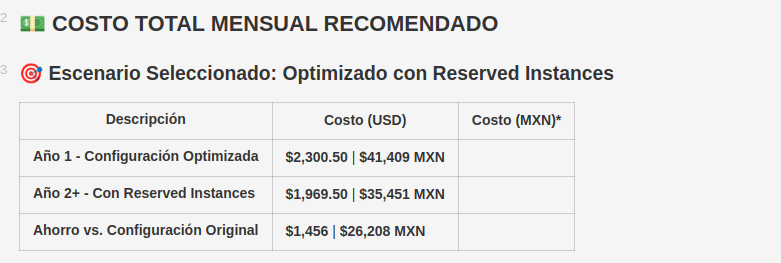 2
💵 COSTO TOTAL MENSUAL RECOMENDADO
3
🎯 Escenario Seleccionado: Optimizado con Reserved Instances
Descripción Costo (USD) Costo (MXN)*
Año 1 - Configuración Optimizada $2,300.50 | $41,409 MXN
Año 2+ - Con Reserved Instances $1,969.50 | $35,451 MXN
Ahorro vs. Configuración Original $1,456 | $26,208 MXN